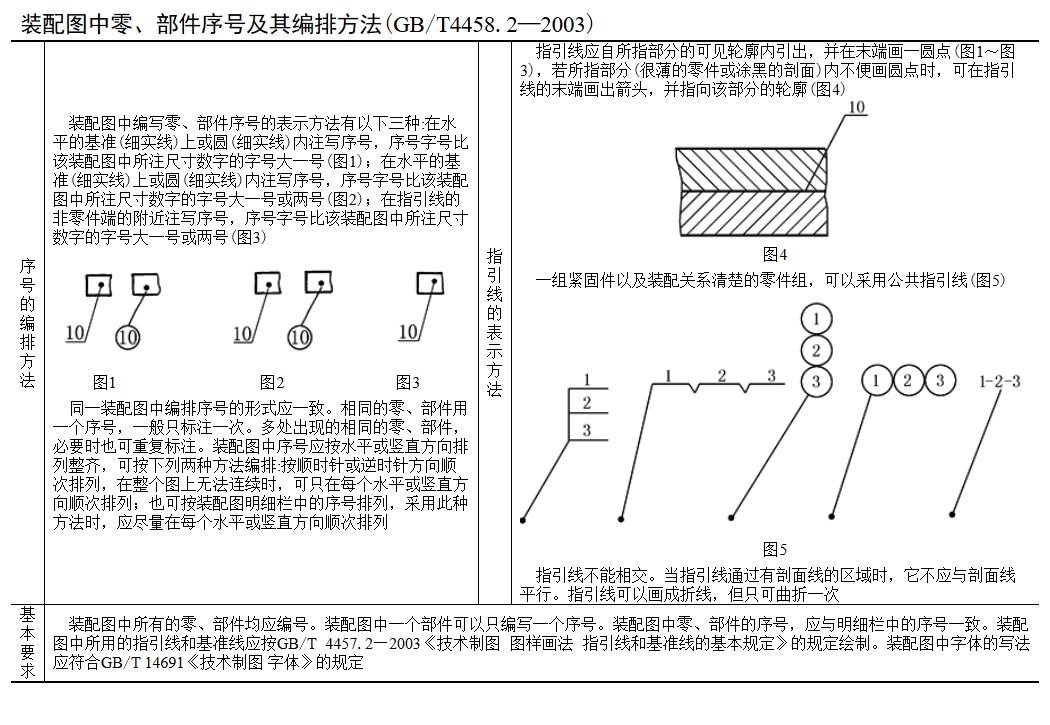 装配图中零、部件序号及其编排方法(GB/T4458.2—2003)
序号的编排方法
装配图中编写零、部件序号的表示方法有以下三种:在水
平的基准(细实线)上或圆(细实线)内注写序号，序号字号比
该装配图中所注尺寸数字的字号大一号(图1)；在水平的基
准(细实线)上或圆(细实线)内注写序号，序号字号比该装配
图中所注尺寸数字的字号大一号或两号(图2)；在指引线的
非零件端的附近注写序号，序号字号比该装配图中所注尺寸
数字的字号大一号或两号(图3)
10
10
10
10
10
图1
图2
图3
同一装配图中编排序号的形式应一致。相同的零、部件用
一个序号，一般只标注一次。多处出现的相同的零、部件，
必要时也可重复标注。装配图中序号应按水平或竖直方向排
列整齐，可按下列两种方法编排:按顺时针或逆时针方向顺
次排列，在整个图上无法连续时，可只在每个水平或竖直方
向顺次排列；也可按装配图明细栏中的序号排列，采用此种
方法时，应尽量在每个水平或竖直方向顺次排列
指引线的表示方法
指引线应自所指部分的可见轮廓内引出，并在末端画一圆点(图1～图
3)，若所指部分(很薄的零件或涂黑的剖面)内不便画圆点时，可在指引
线的末端画出箭头，并指向该部分的轮廓(图4)
10
图4
一组紧固件以及装配关系清楚的零件组，可以采用公共指引线(图5)
1
2
3
1 2 3
1
2
3
1 2 3
1-2-3
图5
指引线不能相交。当指引线通过有剖面线的区域时，它不应与剖面线
平行。指引线可以画成折线，但只可曲折一次
基本要求
装配图中所有的零、部件均应编号。装配图中一个部件可以只编写一个序号。装配图中零、部件的序号，应与明细栏中的序号一致。装配
图中所用的指引线和基准线应按GB/T 4457.2—2003《技术制图 图样画法 指引线和基准线的基本规定》的规定绘制。装配图中字体的写法
应符合GB/T 14691《技术制图 字体》的规定